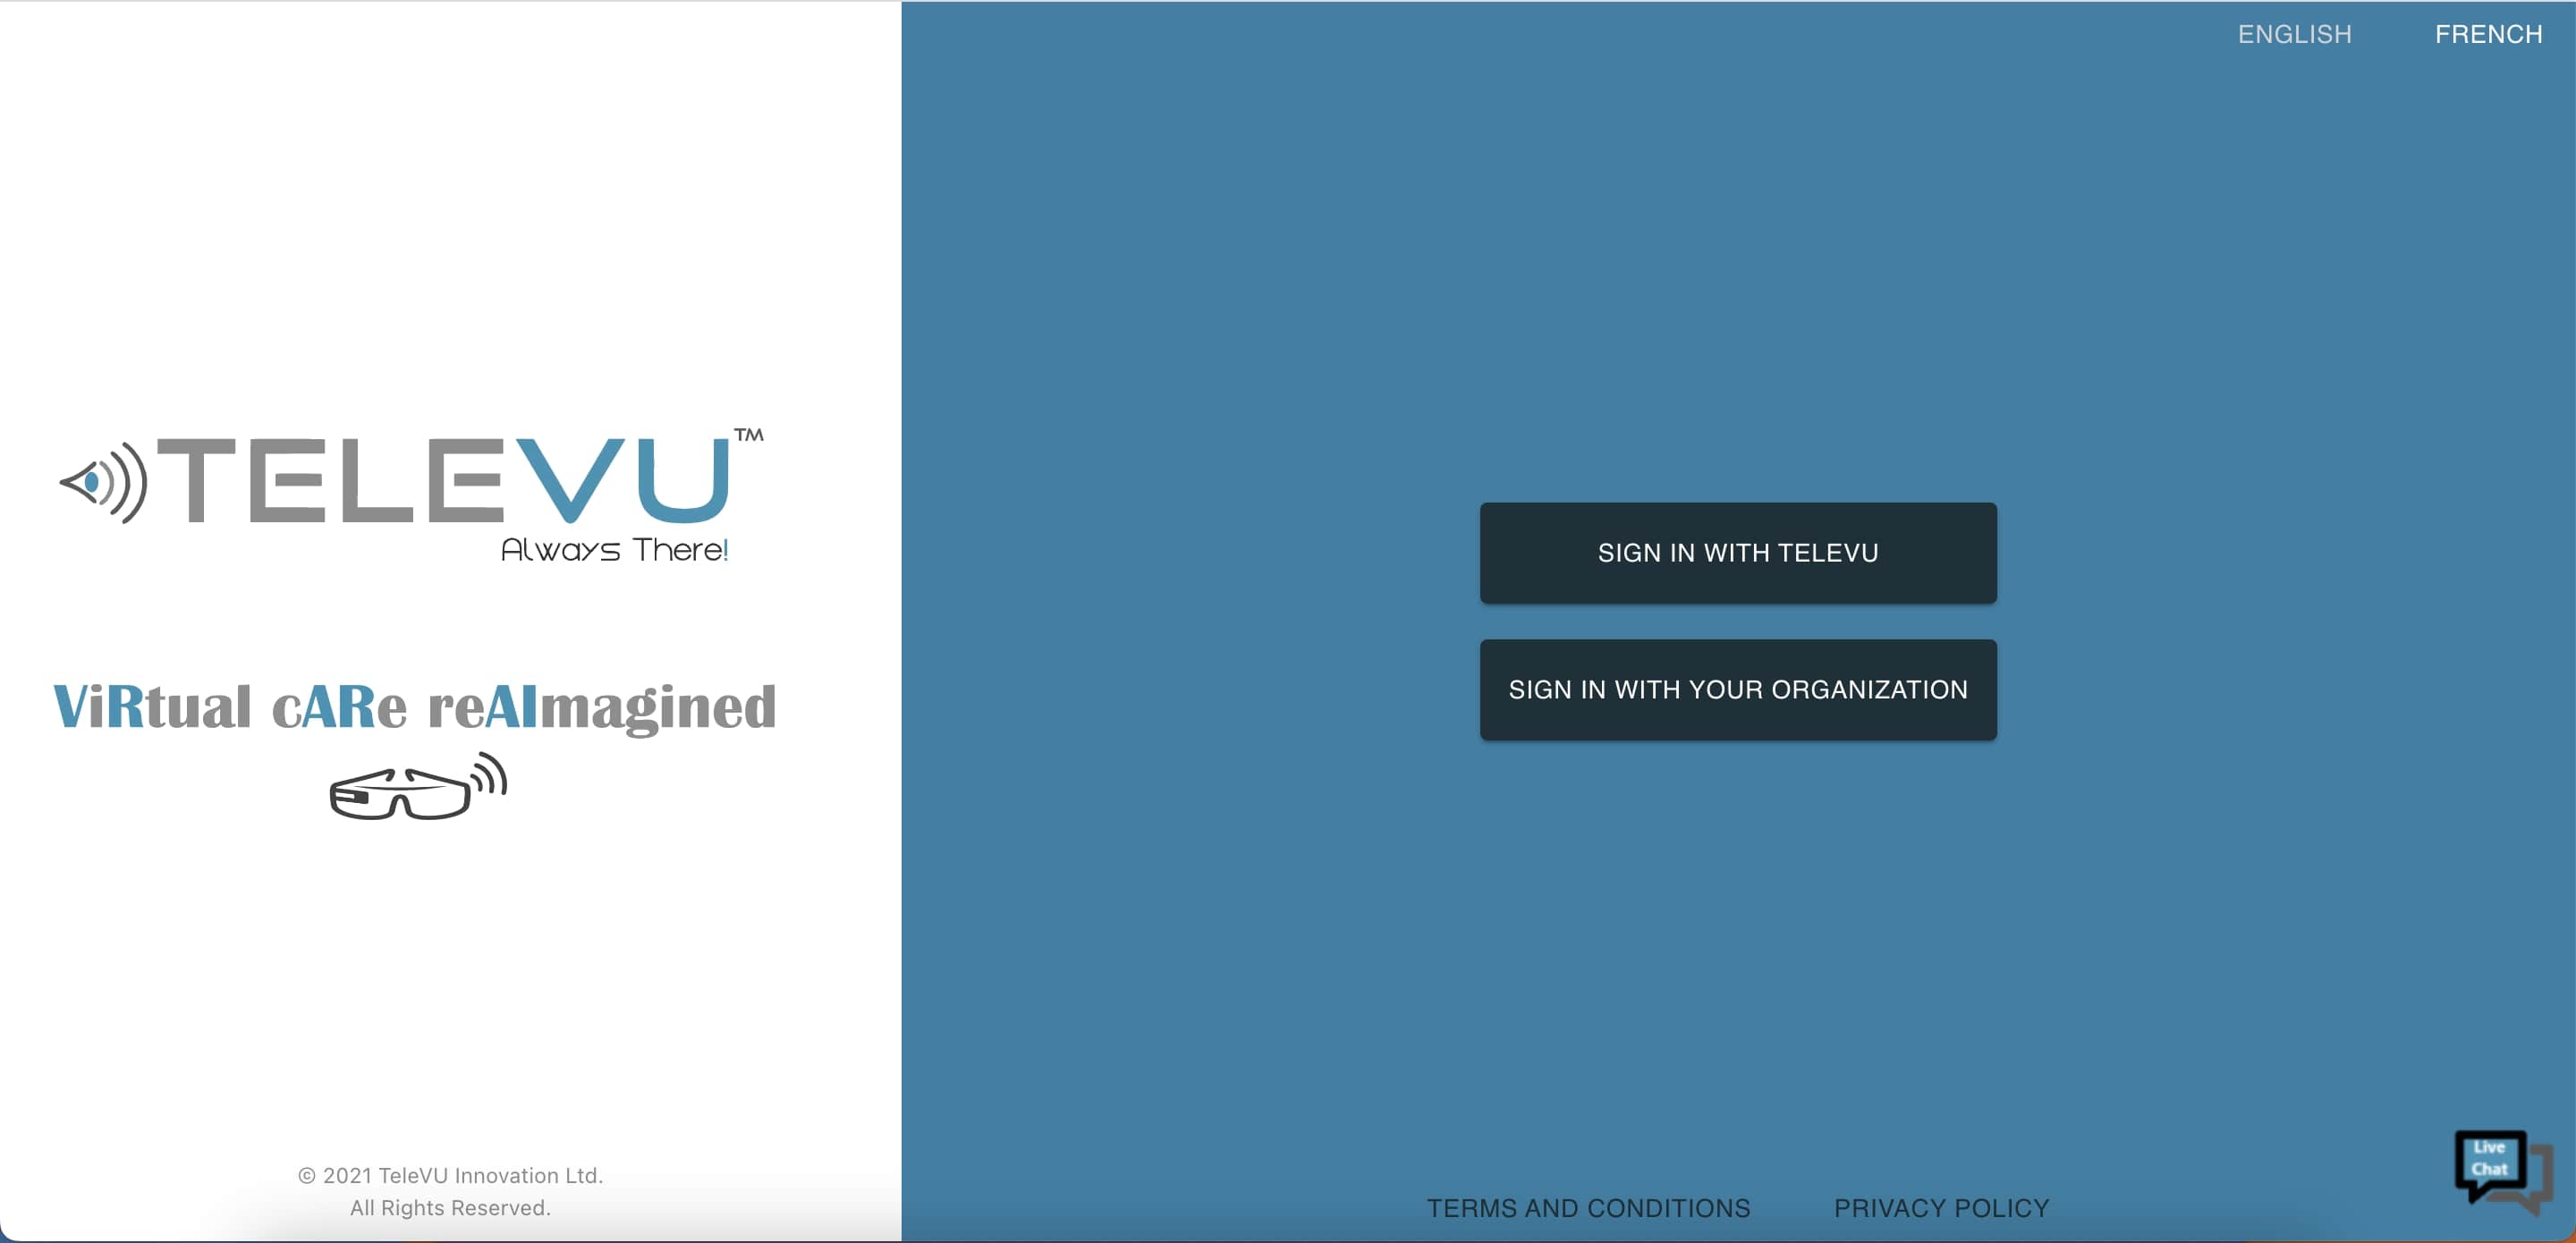 TELEVU™
Always There!
ViRtual cARe reAImagined
© 2021 TeleVU Innovation Ltd.
All Rights Reserved.
ENGLISH FRENCH
SIGN IN WITH TELEVU
SIGN IN WITH YOUR ORGANIZATION
TERMS AND CONDITIONS PRIVACY POLICY
Live
Chat